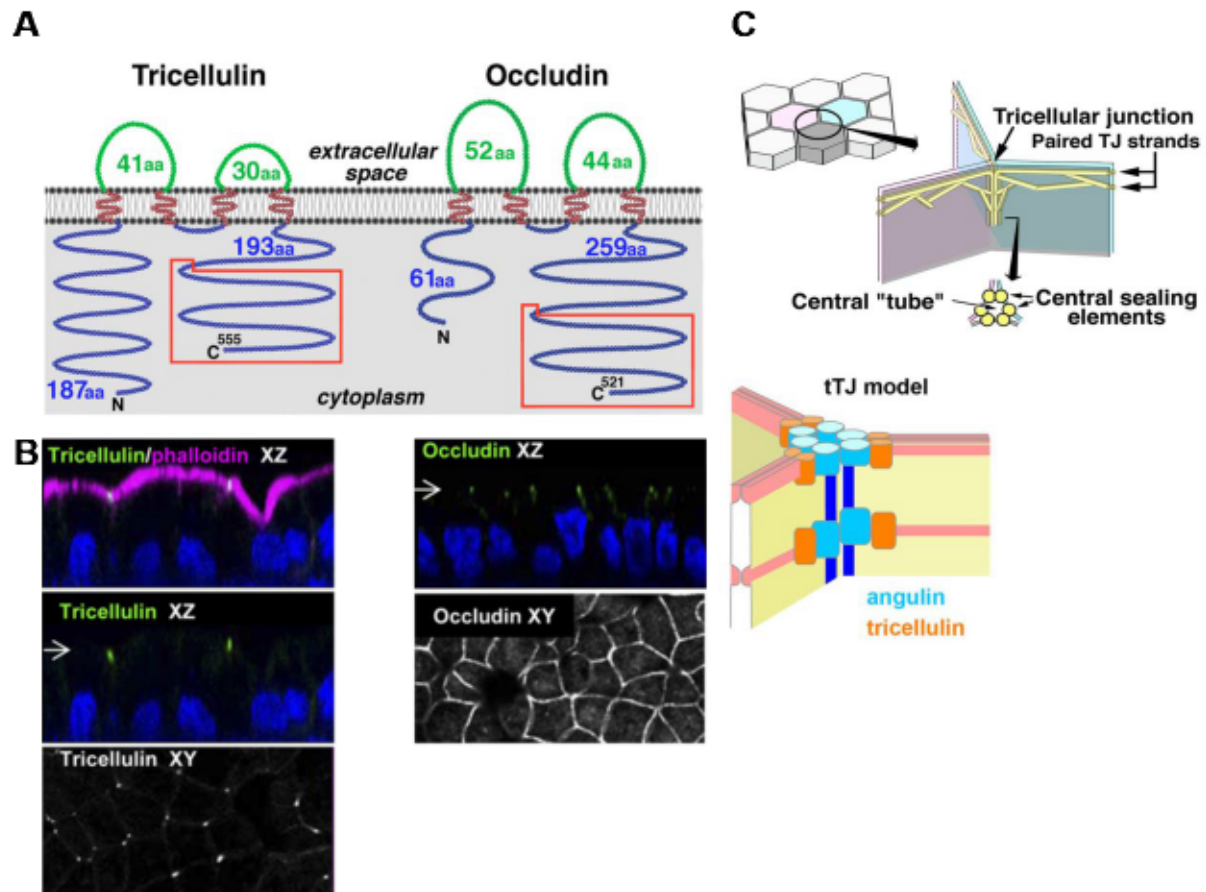 A
Tricellulin
Occludin
41aa
30aa
extracellular
space
52aa
44aa
193aa
259aa
61aa
N
C555
187aa
N
cytoplasm
C521
B
Tricellulin/phalloidin XZ
Occludin XZ
Tricellulin XZ
Occludin XY
Tricellulin XY
C
Tricellular junction
Paired TJ strands
Central "tube"
Central sealing
elements
tTJ model
angulin
tricellulin